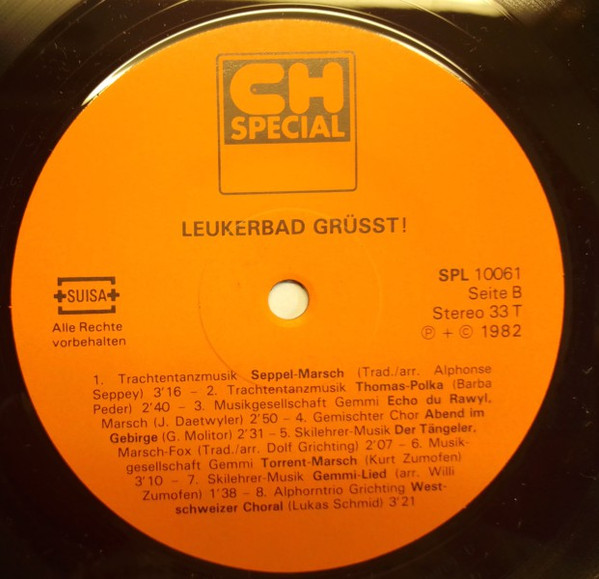 CH
SPECIAL
LEUKERBAD GRÜSST!
+SUISA+
Alle Rechte
vorbehalten
SPL 10061
Seite B
Stereo 33 T
Ⓟ + © 1982
1. Trachtentanzmusik Seppel-Marsch (Trad./arr. Alphonse
Seppey) 3'16 – 2. Trachtentanzmusik Thomas-Polka (Barba
Peder) 2'40 – 3. Musikgesellschaft Gemmi Echo du Rawyl,
Marsch (J. Daetwyler) 2'50 – 4. Gemischter Chor Abend im
Gebirge (G. Molitor) 2'31 – 5. Skilehrer-Musik Der Tängeler,
Marsch-Fox (Trad./arr. Dolf Grichting) 2'07 – 6. Musik-
gesellschaft Gemmi Torrent-Marsch (Kurt Zumofen)
3'10 – 7. Skilehrer-Musik Gemmi-Lied (arr. Willi
Zumofen) 1'38 – 8. Alphorntrio Grichting West-
schweizer Choral (Lukas Schmid) 3'21